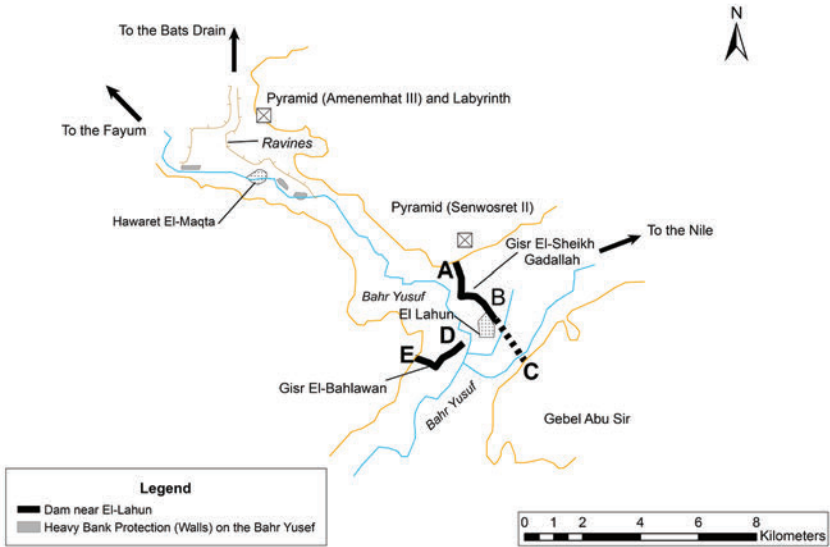 To the Bats Drain
N
Pyramid (Amenemhat III) and Labyrinth
To the Fayum
Ravines
Hawaret El-Maqta
Pyramid (Senwosret II)
To the Nile
Gisr El-Sheikh
Gadallah
A
Bahr Yusuf
B
El Lahun
D
E
C
Gisr El-Bahlawan
Bahr Yusuf
Gebel Abu Sir
Legend
Dam near El-Lahun
Heavy Bank Protection (Walls) on the Bahr Yusef
0 0.5 1 2 4 6 8
Kilometers